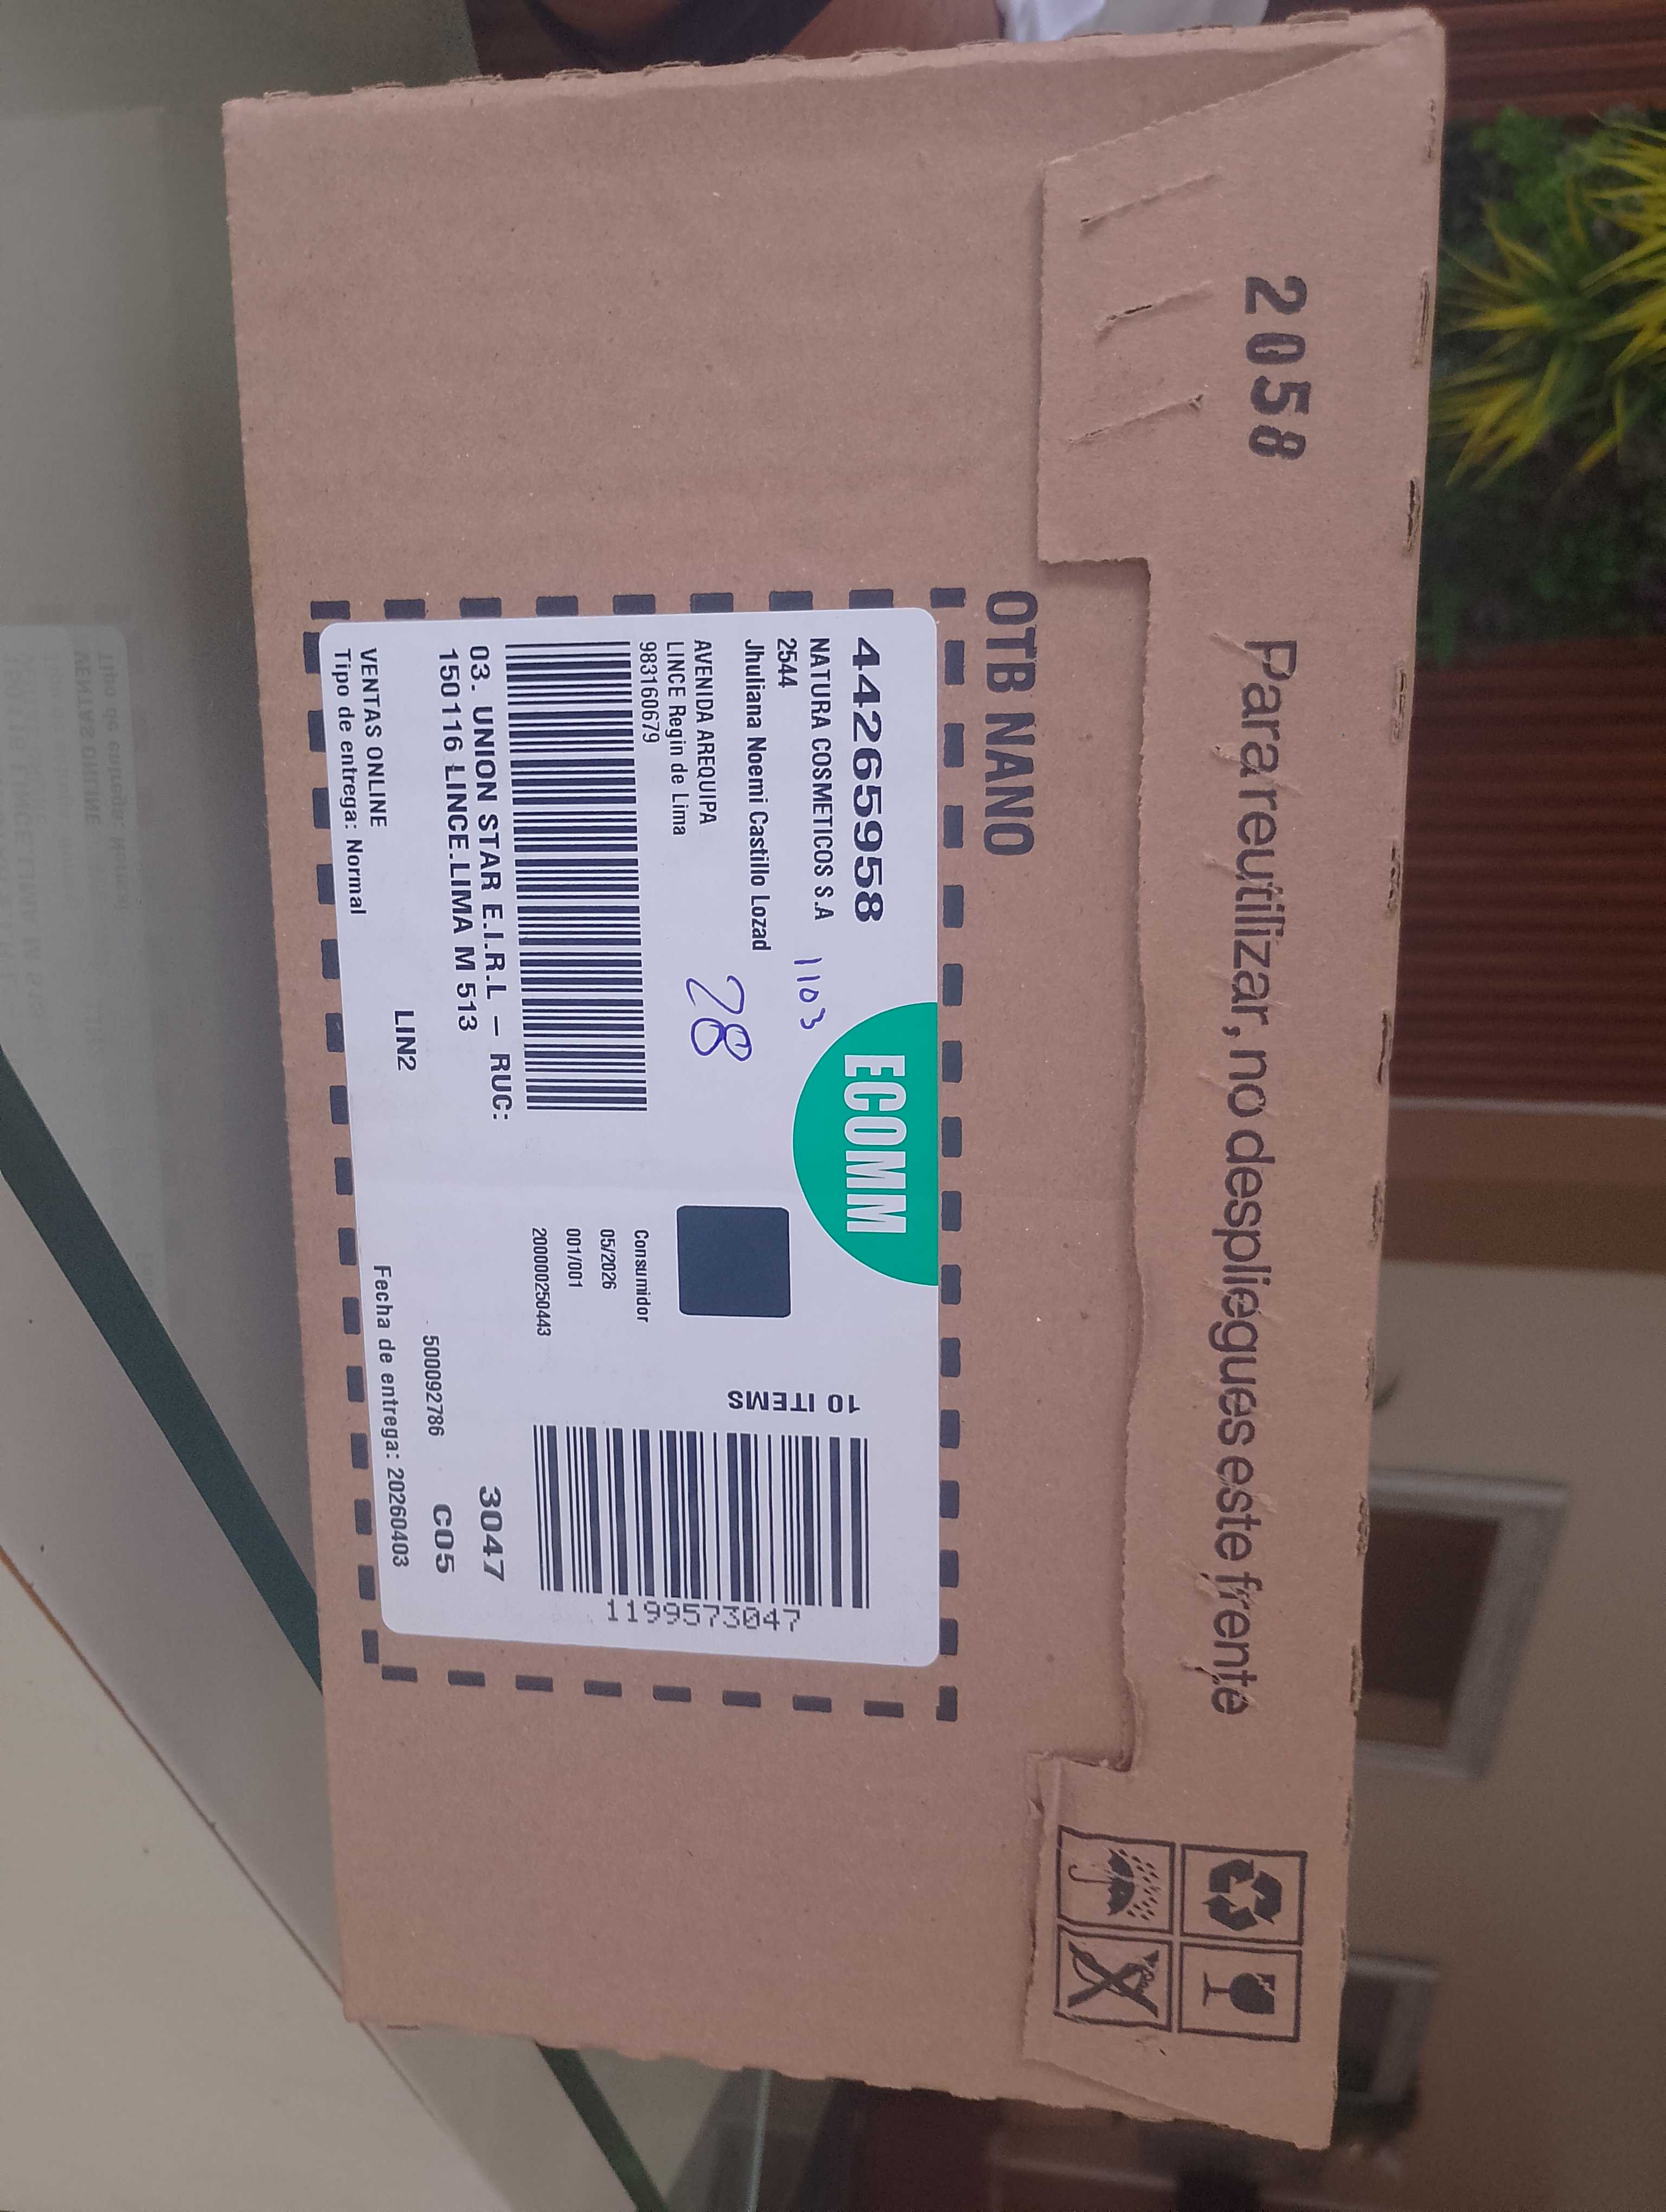 2058
Para reutilizar, no despliegues este frente
OTB NANO
44265958
ECOMM
NATURA COSMETICOS S.A
1103
2544
Jhuliana Noemi Castillo Lozad
28
AVENIDA AREQUIPA
LINCE Regin de Lima
983160679
10 ITEMS
1199573047
Consumidor
05/2026
001/001
200000250443
03. UNION STAR E.I.R.L - RUC:
3047
150116 LINCE.LIMA M 513
500092786
C05
LIN2
VENTAS ONLINE
Fecha de entrega: 20260403
Tipo de entrega: Normal